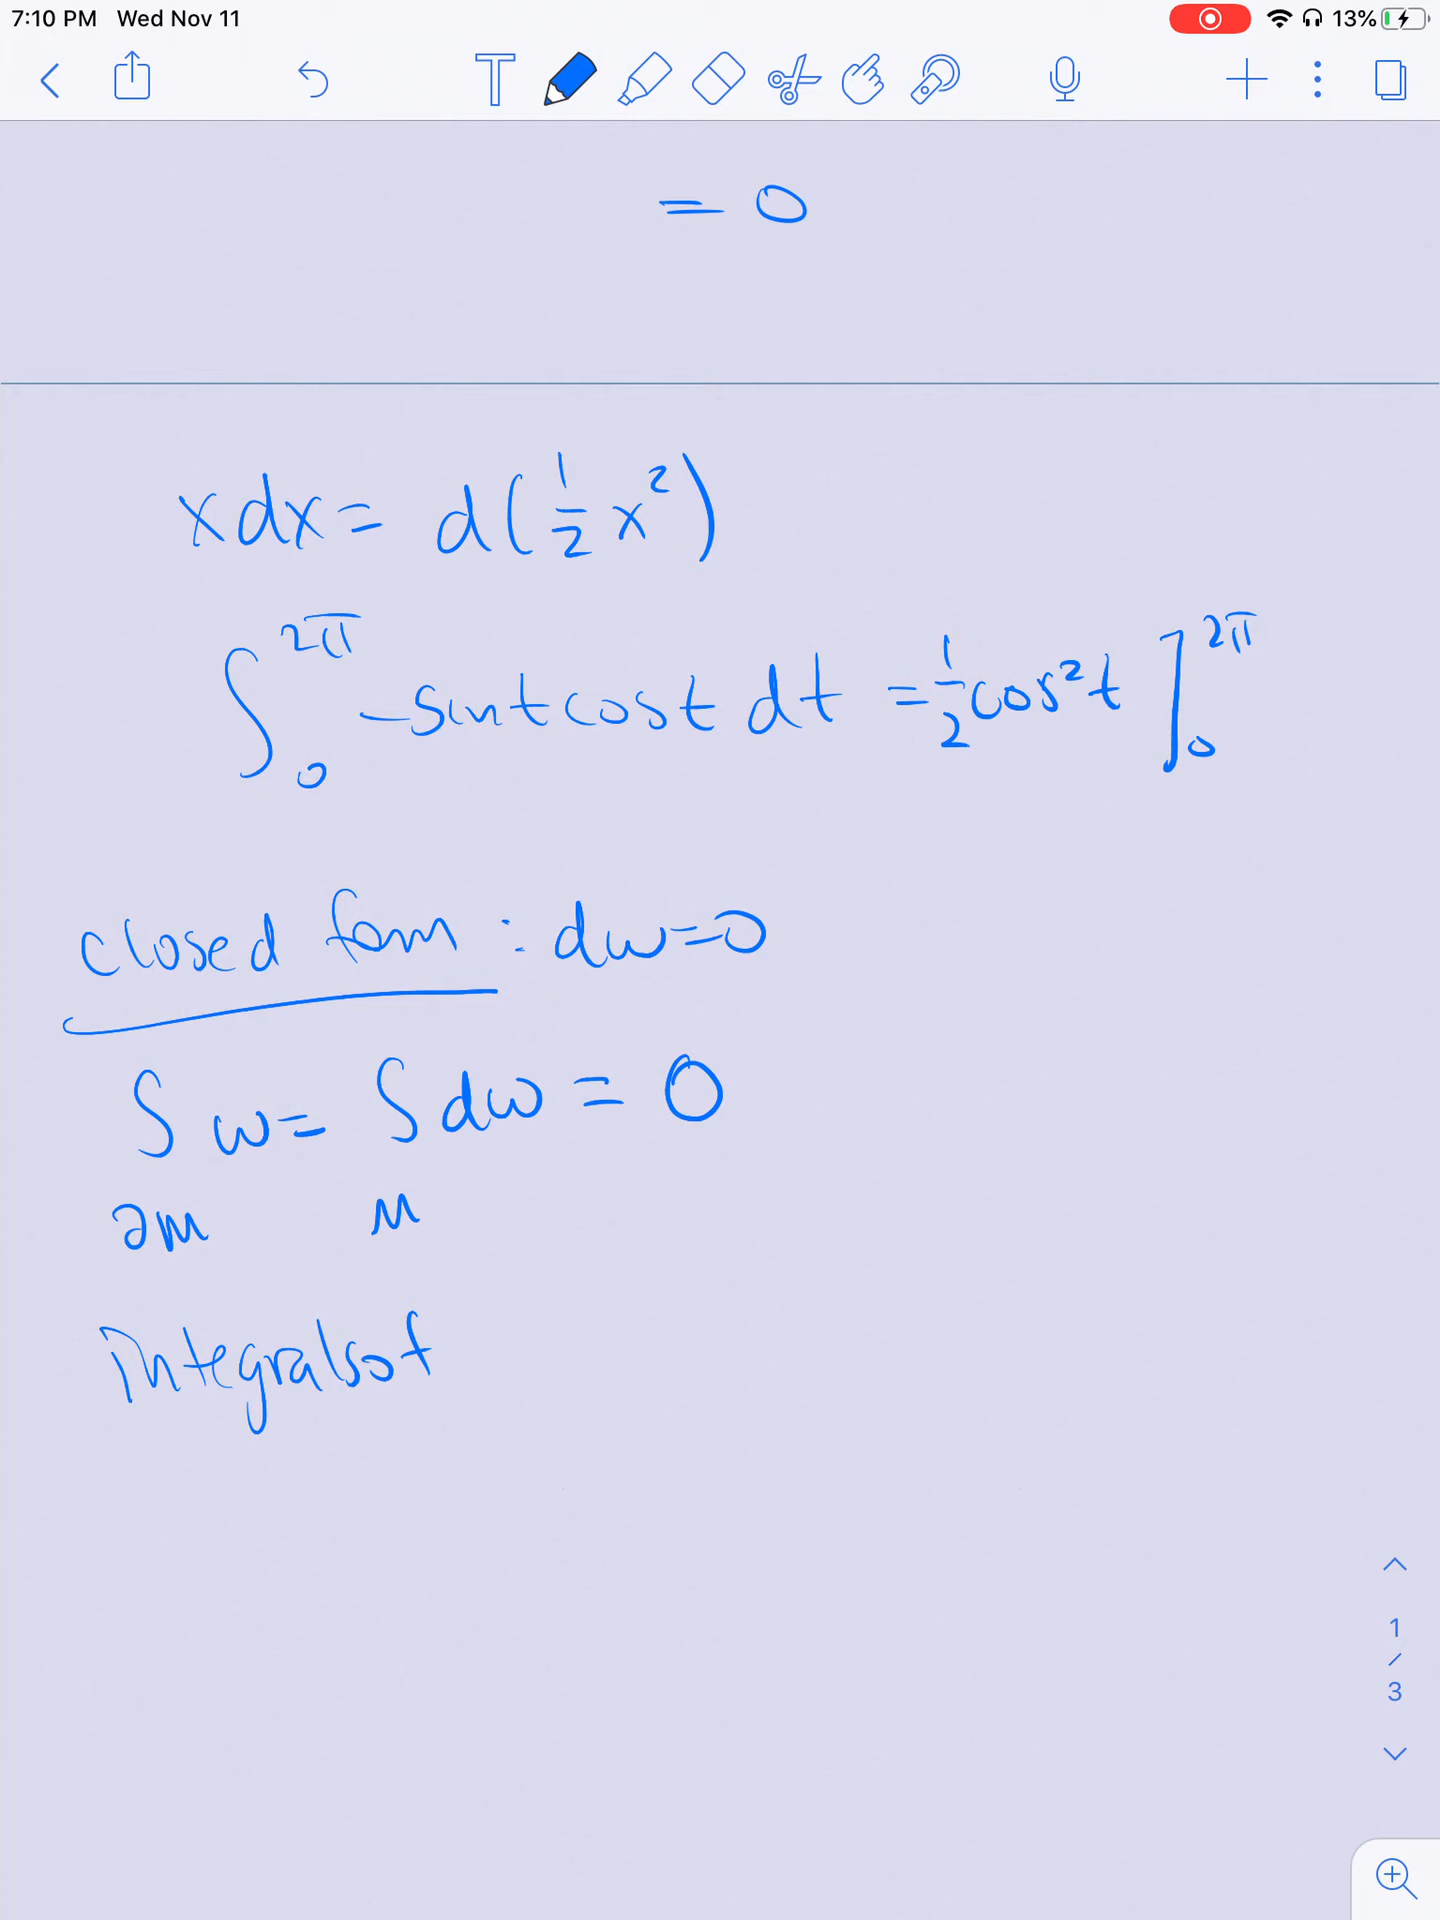 7:10 PM Wed Nov 11 13%
T
= 0
xdx = d(½x²)
∫₀^2π -sint cost dt = ½cos²t ]₀^2π
closed form : dω=0
∫ ω = ∫ dω = 0
∂M M
integrals of
1
/
3